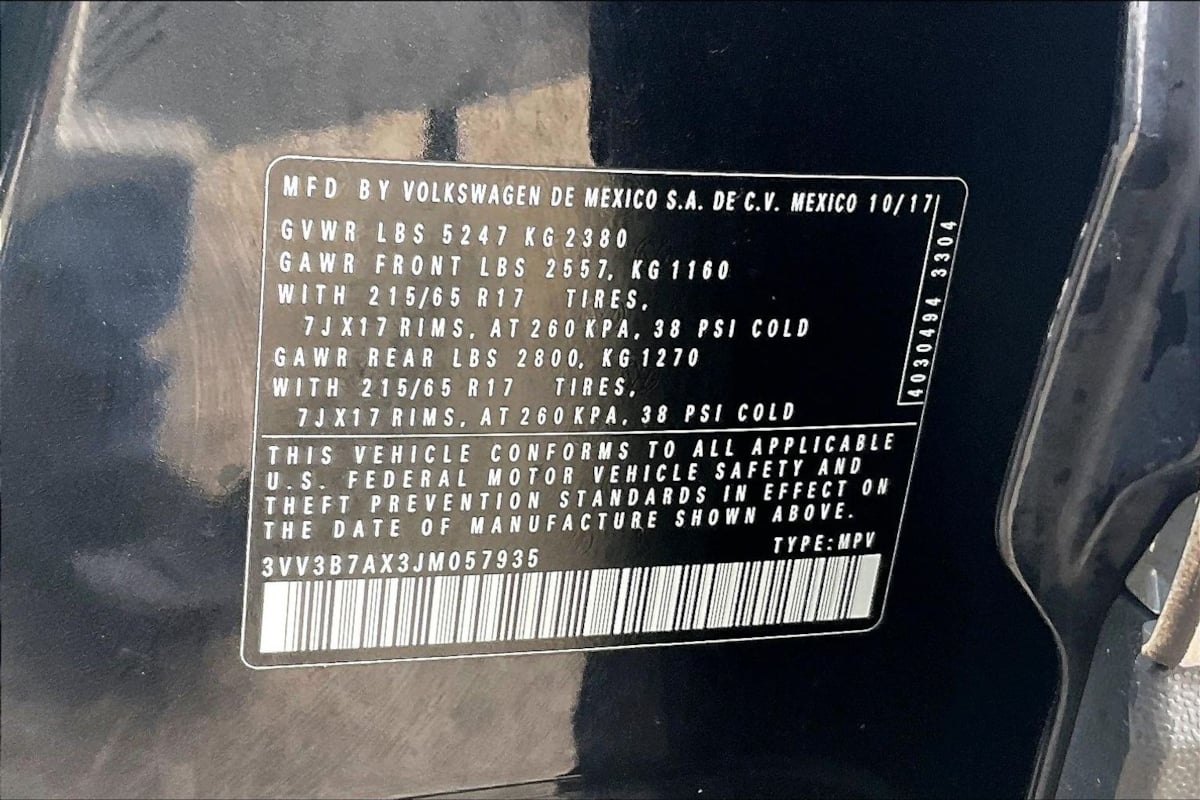 MFD BY VOLKSWAGEN DE MEXICO S.A. DE C.V. MEXICO 10/17
GVWR LBS 5247 KG 2380
GAWR FRONT LBS 2557, KG 1160
WITH 215/65 R17 TIRES,
7JX17 RIMS, AT 260 KPA, 38 PSI COLD
GAWR REAR LBS 2800, KG 1270
WITH 215/65 R17 TIRES,
7JX17 RIMS, AT 260 KPA, 38 PSI COLD
4030494 3304
THIS VEHICLE CONFORMS TO ALL APPLICABLE
U.S. FEDERAL MOTOR VEHICLE SAFETY AND
THEFT PREVENTION STANDARDS IN EFFECT ON
THE DATE OF MANUFACTURE SHOWN ABOVE.
3VV3B7AX3JM057935 TYPE: MPV